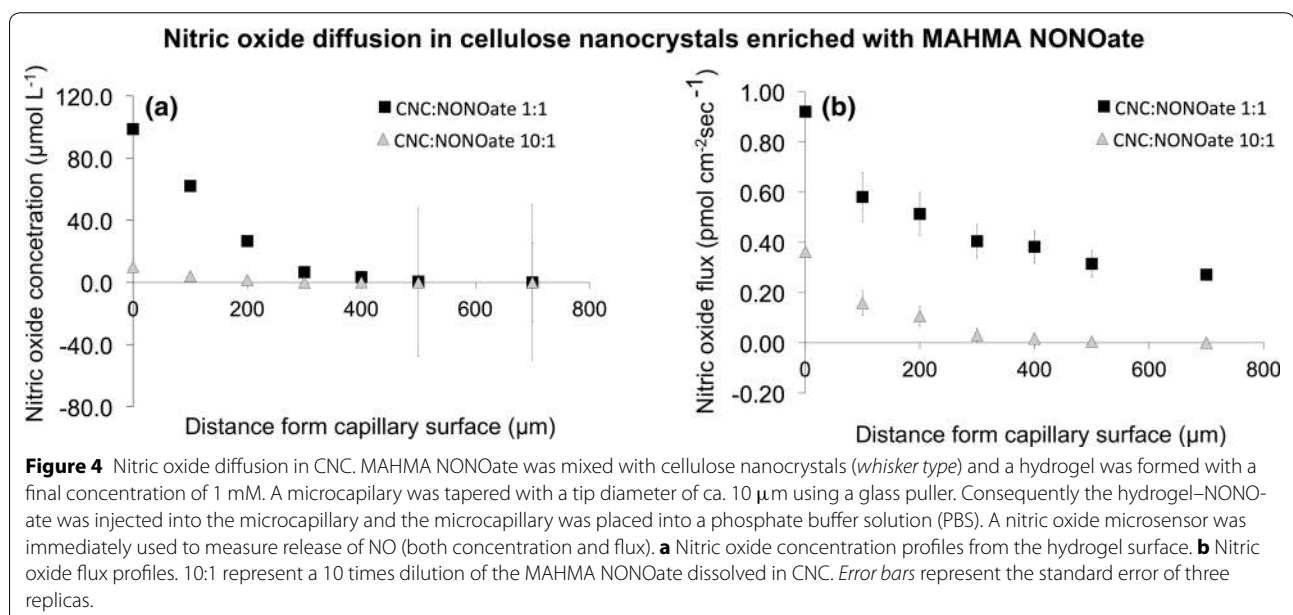 Nitric oxide diffusion in cellulose nanocrystals enriched with MAHMA NONOate
(a)
Nitric oxide concetration (µmol L⁻¹)
120.0
80.0
40.0
0.0
-40.0
-80.0
0
200
400
600
800
CNC:NONOate 1:1
CNC:NONOate 10:1
Distance form capillary surface (µm)
(b)
Nitric oxide flux (pmol cm⁻²sec⁻¹)
1.00
0.80
0.60
0.40
0.20
0.00
-0.20
0
200
400
600
800
CNC:NONOate 1:1
CNC:NONOate 10:1
Distance form capillary surface (µm)
Figure 4 Nitric oxide diffusion in CNC. MAHMA NONOate was mixed with cellulose nanocrystals (whisker type) and a hydrogel was formed with a
final concentration of 1 mM. A microcapilary was tapered with a tip diameter of ca. 10 µm using a glass puller. Consequently the hydrogel–NONO-
ate was injected into the microcapillary and the microcapillary was placed into a phosphate buffer solution (PBS). A nitric oxide microsensor was
immediately used to measure release of NO (both concentration and flux). a Nitric oxide concentration profiles from the hydrogel surface. b Nitric
oxide flux profiles. 10:1 represent a 10 times dilution of the MAHMA NONOate dissolved in CNC. Error bars represent the standard error of three
replicas.